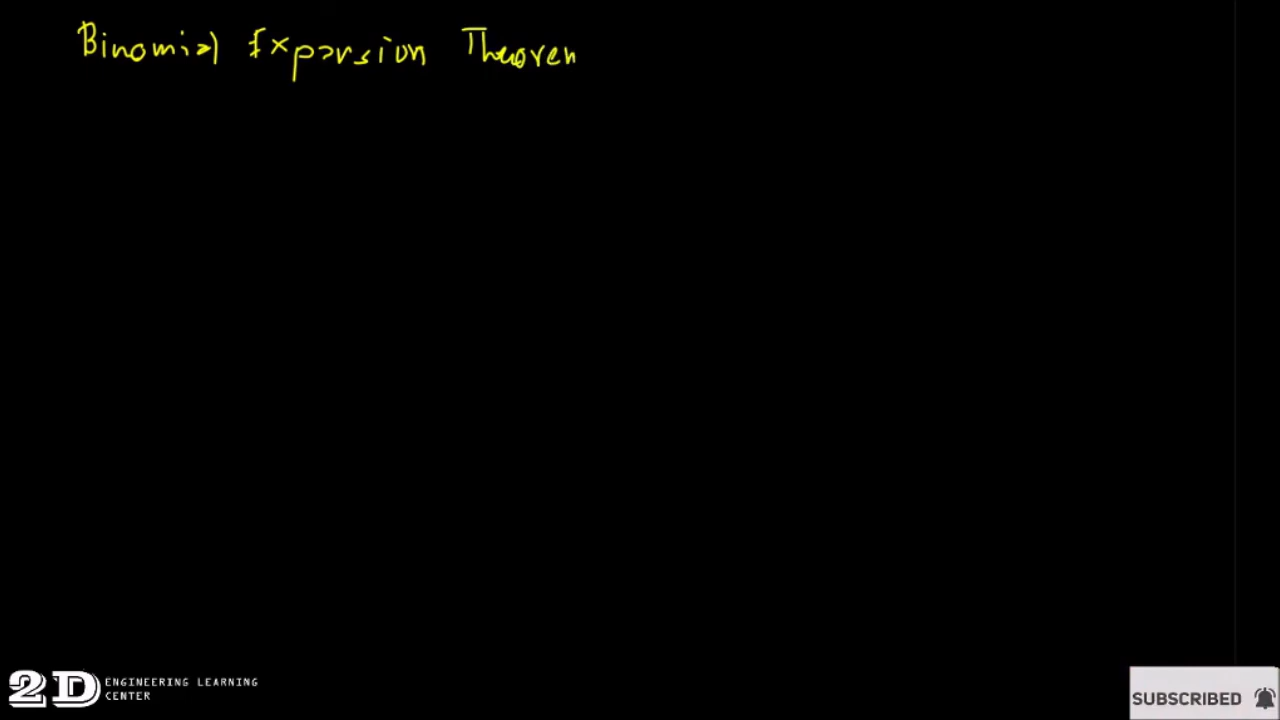 Binomial Expansion Theorem
2D ENGINEERING LEARNING
CENTER
SUBSCRIBED